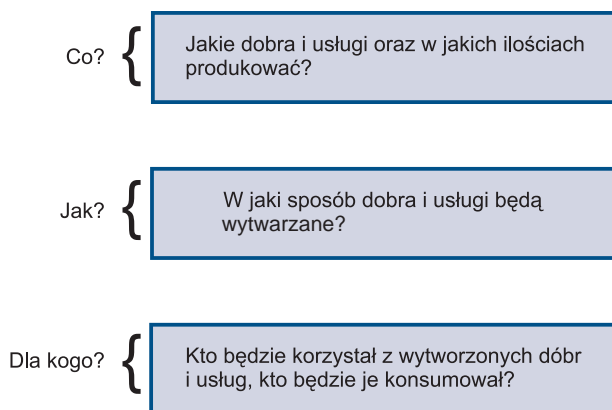 Co?
Jakie dobra i usługi oraz w jakich ilościach
produkować?
Jak?
W jaki sposób dobra i usługi będą
wytwarzane?
Dla kogo?
Kto będzie korzystał z wytworzonych dóbr
i usług, kto będzie je konsumował?